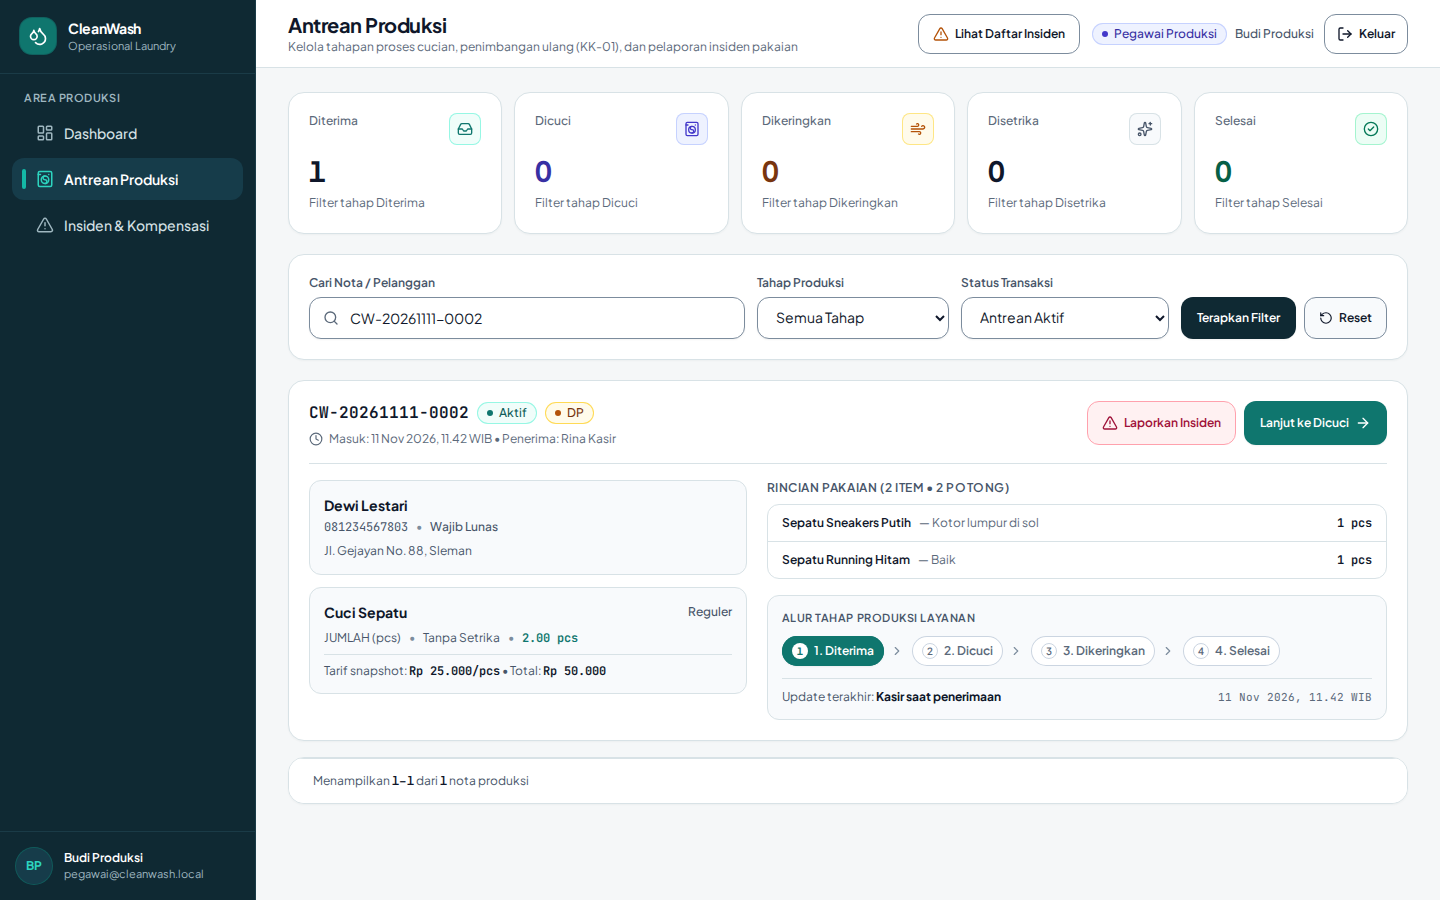 CleanWash
Operasional Laundry
AREA PRODUKSI
Dashboard
Antrean Produksi
Insiden & Kompensasi
BP
Budi Produksi
pegawai@cleanwash.local
Antrean Produksi
Kelola tahapan proses cucian, penimbangan ulang (KK-01), dan pelaporan insiden pakaian
Lihat Daftar Insiden
Pegawai Produksi
Budi Produksi
Keluar
Diterima
1
Filter tahap Diterima
Dicuci
0
Filter tahap Dicuci
Dikeringkan
0
Filter tahap Dikeringkan
Disetrika
0
Filter tahap Disetrika
Selesai
0
Filter tahap Selesai
Cari Nota / Pelanggan
CW-20261111-0002
Tahap Produksi
Semua Tahap
Status Transaksi
Antrean Aktif
Terapkan Filter
Reset
CW-20261111-0002
Aktif
DP
Masuk: 11 Nov 2026, 11.42 WIB • Penerima: Rina Kasir
Laporkan Insiden
Lanjut ke Dicuci
Dewi Lestari
081234567803 • Wajib Lunas
Jl. Gejayan No. 88, Sleman
Cuci Sepatu
Reguler
JUMLAH (pcs) • Tanpa Setrika • 2.00 pcs
Tarif snapshot: Rp 25.000/pcs • Total: Rp 50.000
RINCIAN PAKAIAN (2 ITEM • 2 POTONG)
Sepatu Sneakers Putih — Kotor lumpur di sol
1 pcs
Sepatu Running Hitam — Baik
1 pcs
ALUR TAHAP PRODUKSI LAYANAN
1 1. Diterima
2 2. Dicuci
3 3. Dikeringkan
4 4. Selesai
Update terakhir: Kasir saat penerimaan
11 Nov 2026, 11.42 WIB
Menampilkan 1–1 dari 1 nota produksi